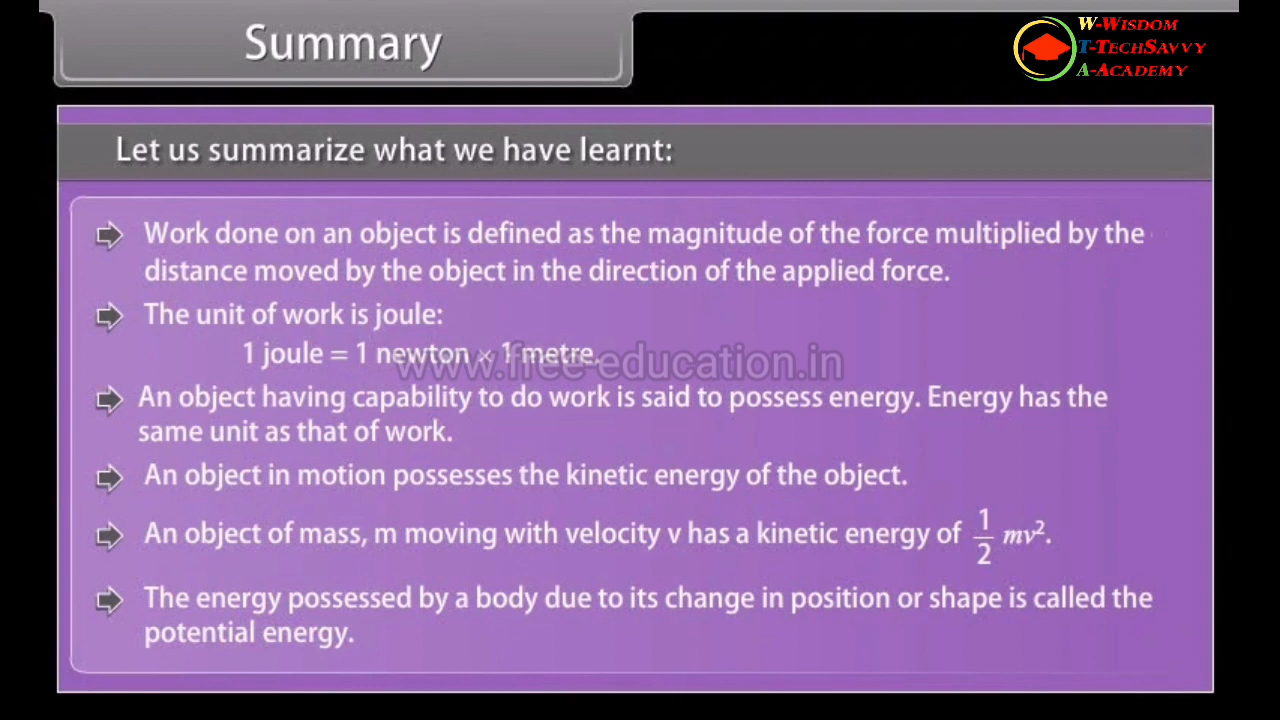 Summary
W-Wisdom
T-TechSavvy
A-Academy
Let us summarize what we have learnt:
Work done on an object is defined as the magnitude of the force multiplied by the
distance moved by the object in the direction of the applied force.
The unit of work is joule:
1 joule = 1 newton × 1 metre.
www.free-education.in
An object having capability to do work is said to possess energy. Energy has the
same unit as that of work.
An object in motion possesses the kinetic energy of the object.
An object of mass, m moving with velocity v has a kinetic energy of 1/2 mv².
The energy possessed by a body due to its change in position or shape is called the
potential energy.